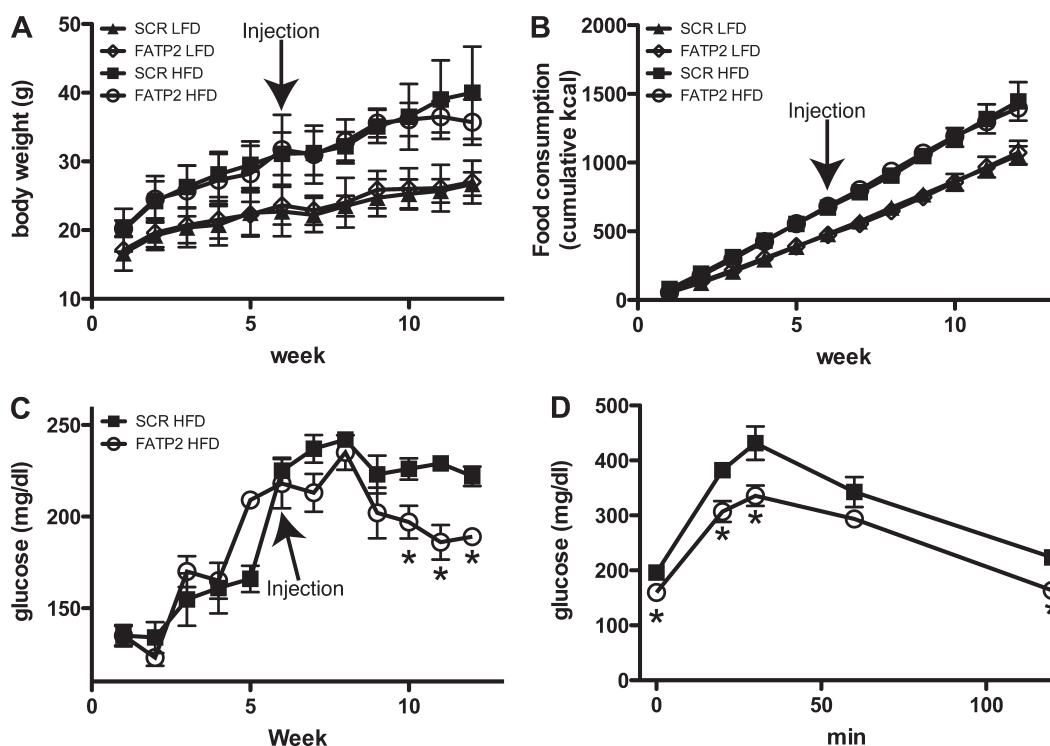 A
SCR LFD
FATP2 LFD
SCR HFD
FATP2 HFD
Injection
body weight (g)
50
40
30
20
10
0
5
10
week
B
SCR LFD
FATP2 LFD
SCR HFD
FATP2 HFD
Injection
Food consumption
(cumulative kcal)
2000
1500
1000
500
0
0
5
10
week
C
SCR HFD
FATP2 HFD
glucose (mg/dl)
250
200
150
Injection
*
*
*
0
5
10
Week
D
glucose (mg/dl)
500
400
300
200
100
0
*
*
*
*
0
50
100
min